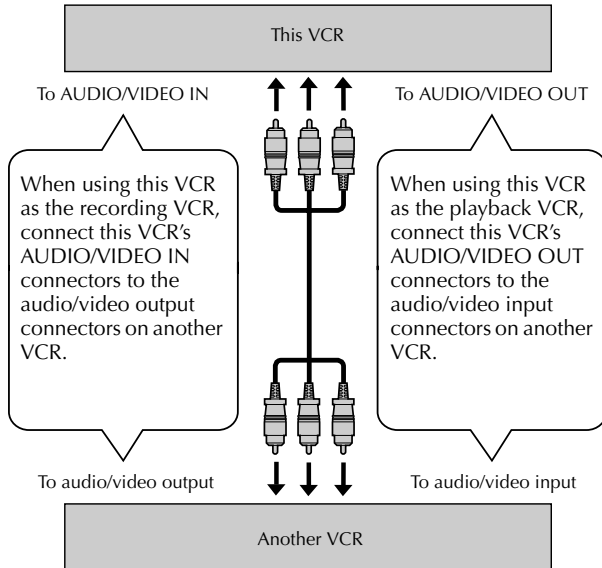 This VCR
To AUDIO/VIDEO IN
To AUDIO/VIDEO OUT
When using this VCR
as the recording VCR,
connect this VCR's
AUDIO/VIDEO IN
connectors to the
audio/video output
connectors on another
VCR.
When using this VCR
as the playback VCR,
connect this VCR's
AUDIO/VIDEO OUT
connectors to the
audio/video input
connectors on another
VCR.
To audio/video output
To audio/video input
Another VCR